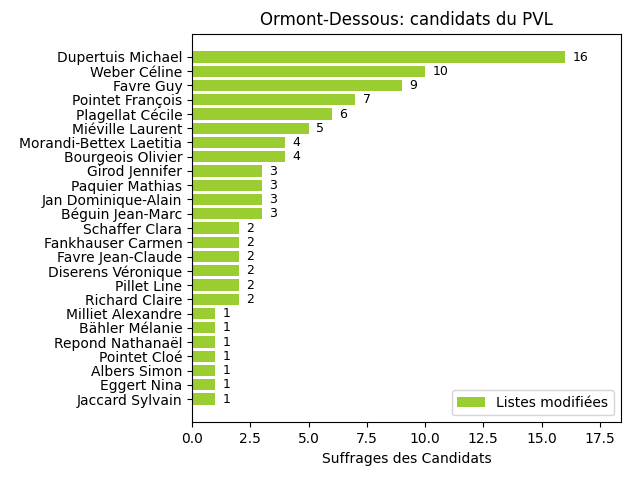 Ormont-Dessous: candidats du PVL
Dupertuis Michael 16
Weber Céline 10
Favre Guy 9
Pointet François 7
Plagellat Cécile 6
Miéville Laurent 5
Morandi-Bettex Laetitia 4
Bourgeois Olivier 4
Girod Jennifer 3
Paquier Mathias 3
Jan Dominique-Alain 3
Béguin Jean-Marc 3
Schaffer Clara 2
Fankhauser Carmen 2
Favre Jean-Claude 2
Diserens Véronique 2
Pillet Line 2
Richard Claire 2
Milliet Alexandre 1
Bähler Mélanie 1
Repond Nathanaël 1
Pointet Cloé 1
Albers Simon 1
Eggert Nina 1
Jaccard Sylvain 1
Listes modifiées
0.0 2.5 5.0 7.5 10.0 12.5 15.0 17.5
Suffrages des Candidats